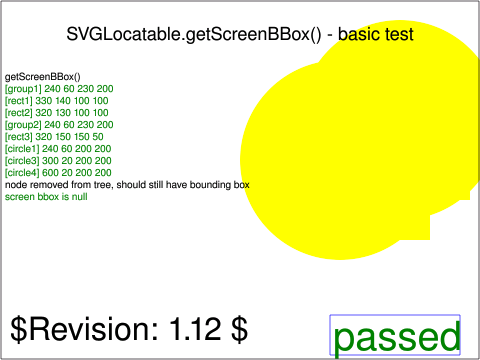 SVGLocatable.getScreenBBox() - basic test
getScreenBBox()
[group1] 240 60 230 200
[rect1] 330 140 100 100
[rect2] 320 130 100 100
[group2] 240 60 230 200
[rect3] 320 150 150 50
[circle1] 240 60 200 200
[circle3] 300 20 200 200
[circle4] 600 20 200 200
node removed from tree, should still have bounding box
screen bbox is null
$Revision: 1.12 $
passed